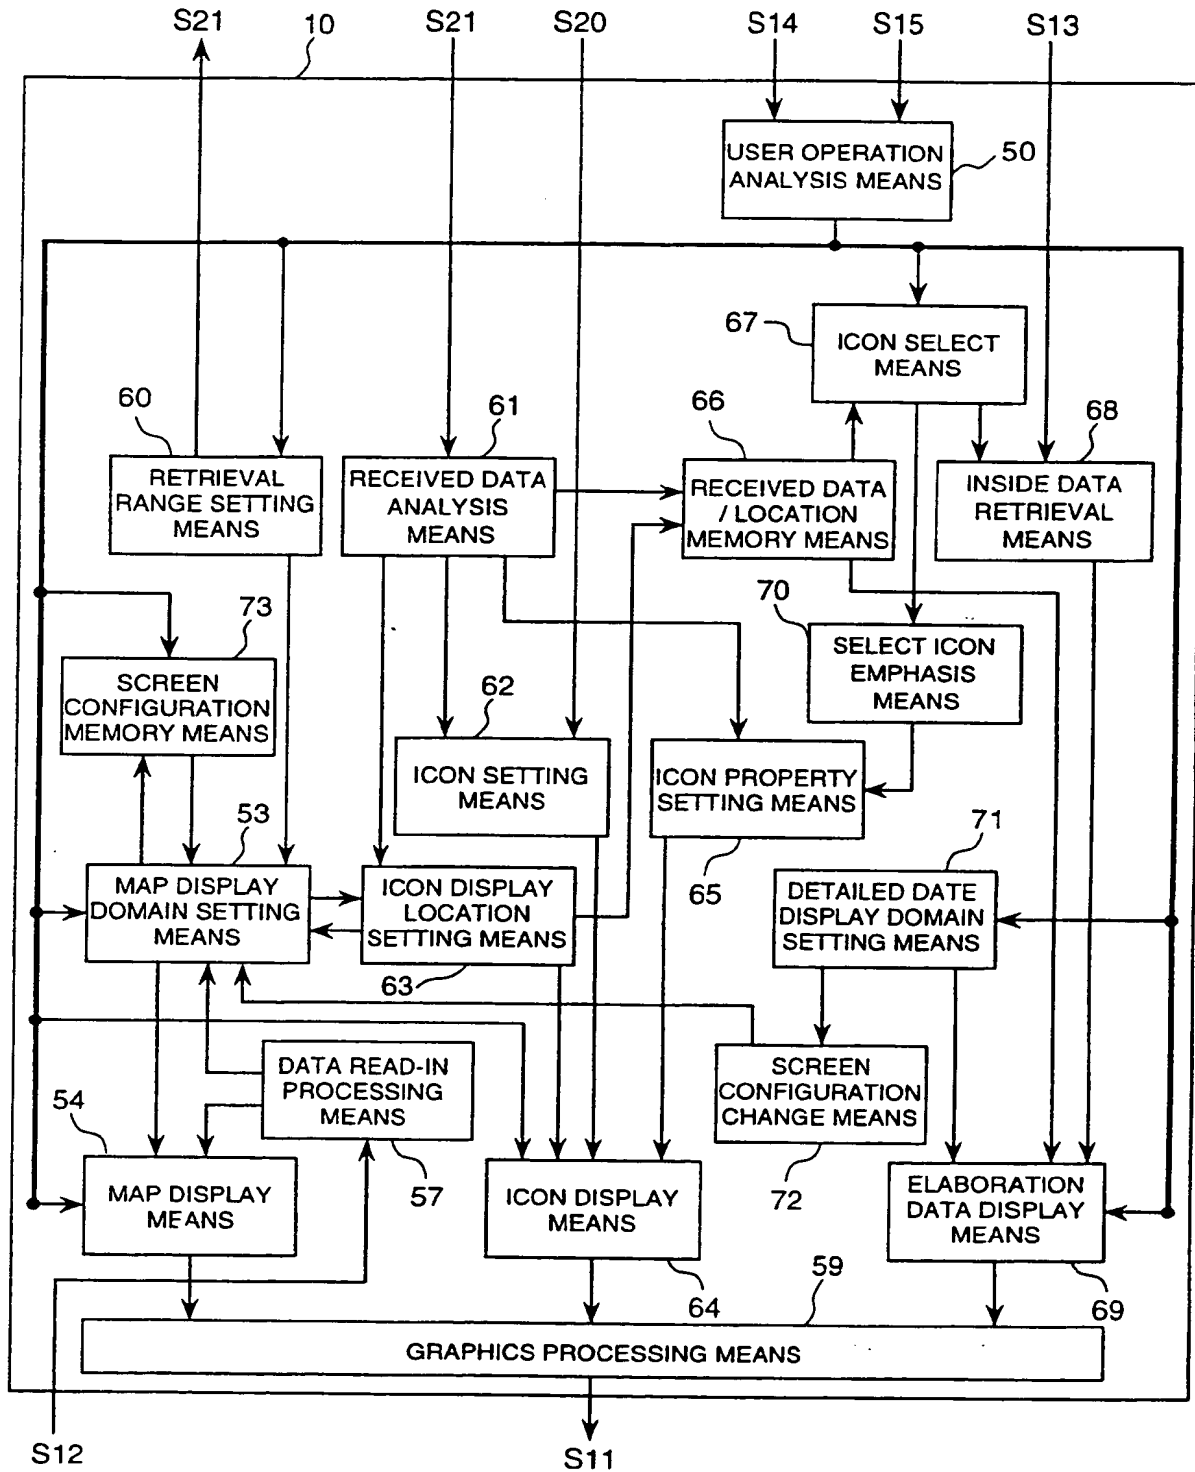 S21
10
S21
S20
S14
S15
S13
USER OPERATION
ANALYSIS MEANS
50
67
ICON SELECT
MEANS
60
61
66
68
RETRIEVAL
RANGE SETTING
MEANS
RECEIVED DATA
ANALYSIS
MEANS
RECEIVED DATA
/ LOCATION
MEMORY MEANS
INSIDE DATA
RETRIEVAL
MEANS
73
70
SCREEN
CONFIGURATION
MEMORY MEANS
62
SELECT ICON
EMPHASIS
MEANS
ICON SETTING
MEANS
ICON PROPERTY
SETTING MEANS
53
65
71
MAP DISPLAY
DOMAIN SETTING
MEANS
ICON DISPLAY
LOCATION
SETTING MEANS
63
DETAILED DATE
DISPLAY DOMAIN
SETTING MEANS
DATA READ-IN
PROCESSING
MEANS
SCREEN
CONFIGURATION
CHANGE MEANS
54
57
72
MAP DISPLAY
MEANS
ICON DISPLAY
MEANS
ELABORATION
DATA DISPLAY
MEANS
59
64
69
GRAPHICS PROCESSING MEANS
S12
S11